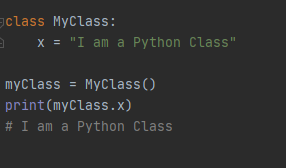 class MyClass:
    x = "I am a Python Class"

myClass = MyClass()
print(myClass.x)
# I am a Python Class